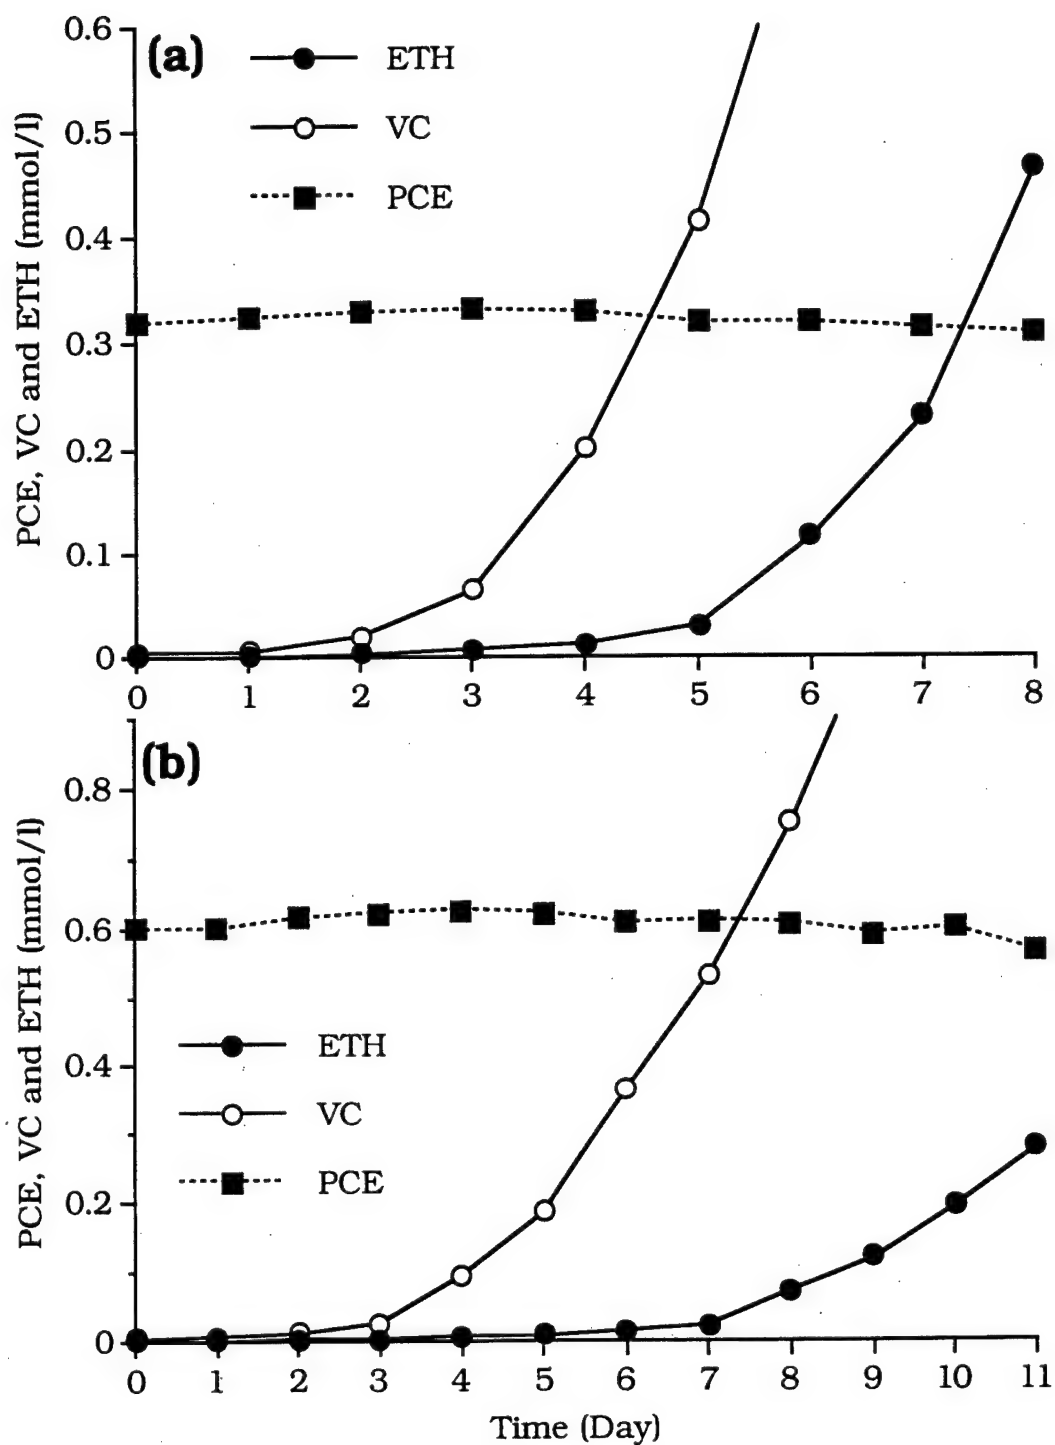 (a)
ETH
VC
PCE
PCE, VC and ETH (mmol/l)
0.6
0.5
0.4
0.3
0.2
0.1
0
0 1 2 3 4 5 6 7 8
(b)
ETH
VC
PCE
PCE, VC and ETH (mmol/l)
0.8
0.6
0.4
0.2
0
0 1 2 3 4 5 6 7 8 9 10 11
Time (Day)